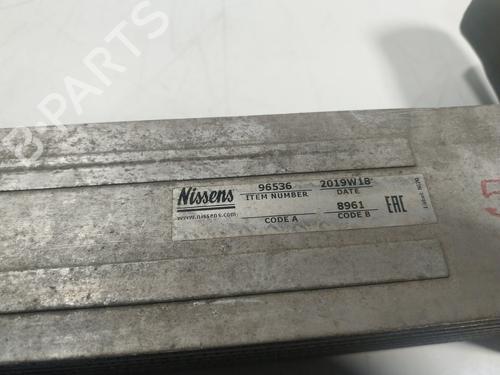 B-PARTS
Nissens
96536
2019W18
ITEM NUMBER
DATE
www.nissens.com
8961
CODE A
CODE B
EAC